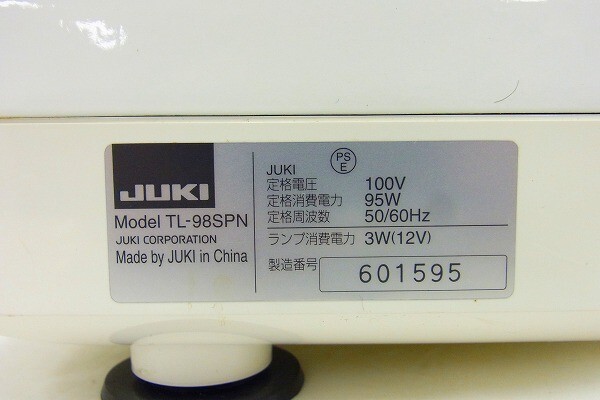 JUKI
Model TL-98SPN
JUKI CORPORATION
Made by JUKI in China
PS
E
JUKI
定格電圧 100V
定格消費電力 95W
定格周波数 50/60Hz
ランプ消費電力 3W(12V)
製造番号 601595